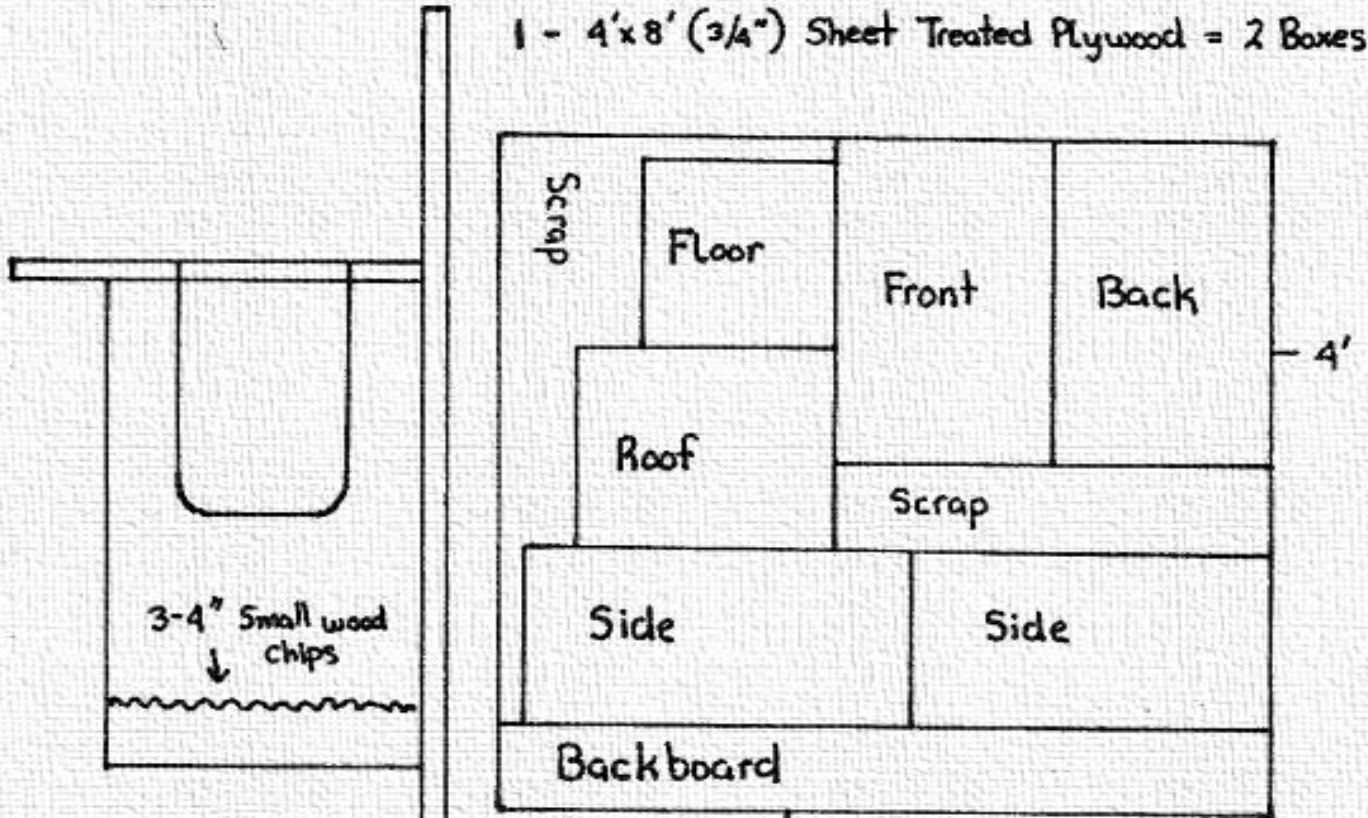 1 - 4'x8' (3/4") Sheet Treated Plywood = 2 Boxes
Scrap
Floor
Front
Back
4'
Roof
Scrap
3-4" Small wood
chips
Side
Side
Backboard